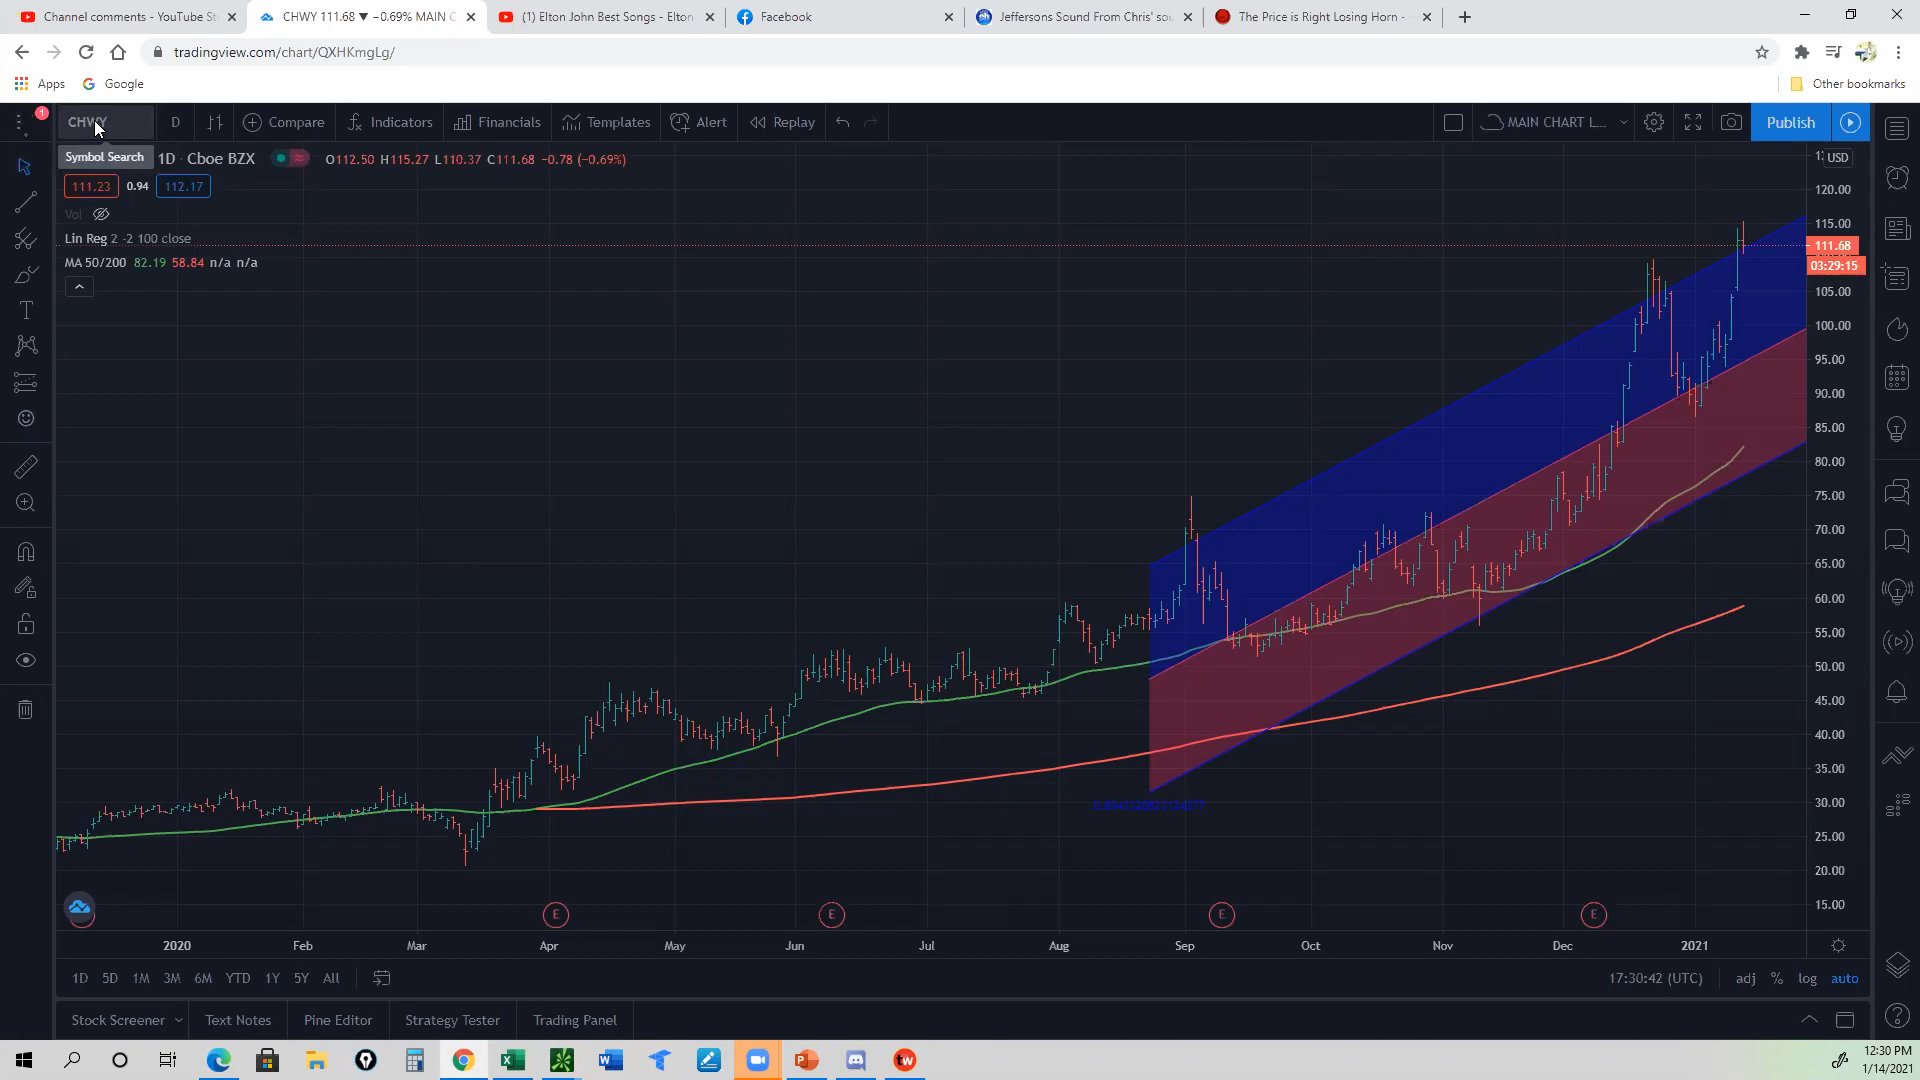 Channel comments - YouTube St
CHWY 111.68 ▼ −0.69% MAIN C
(1) Elton John Best Songs - Elton
Facebook
Jeffersons Sound From Chris' sou
The Price is Right Losing Horn -
tradingview.com/chart/QXHKmgLg/
Apps
Google
Other bookmarks
1
CHWY
D
Compare
Indicators
Financials
Templates
Alert
Replay
MAIN CHART L...
Publish
Symbol Search
1D · Cboe BZX
O112.50 H115.27 L110.37 C111.68 −0.78 (−0.69%)
USD
111.23
0.94
112.17
Vol
Lin Reg 2 -2 100 close
MA 50/200 82.19 58.84 n/a n/a
120.00
115.00
111.68
03:29:15
105.00
100.00
95.00
90.00
85.00
80.00
75.00
70.00
65.00
60.00
55.00
50.00
45.00
40.00
35.00
30.00
25.00
20.00
15.00
E
E
E
E
2020
Feb
Mar
Apr
May
Jun
Jul
Aug
Sep
Oct
Nov
Dec
2021
1D
5D
1M
3M
6M
YTD
1Y
5Y
All
17:30:42 (UTC)
adj
%
log
auto
Stock Screener
Text Notes
Pine Editor
Strategy Tester
Trading Panel
tw
12:30 PM
1/14/2021